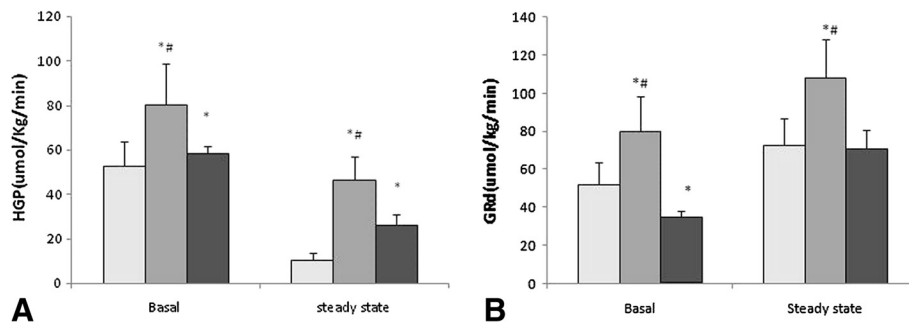 HGP(umol/Kg/min)
120
100
80
60
40
20
0
*#
*
*#
*
Basal
steady state
A
GRd(umol/kg/min)
140
120
100
80
60
40
20
0
*#
*
*#
Basal
Steady state
B